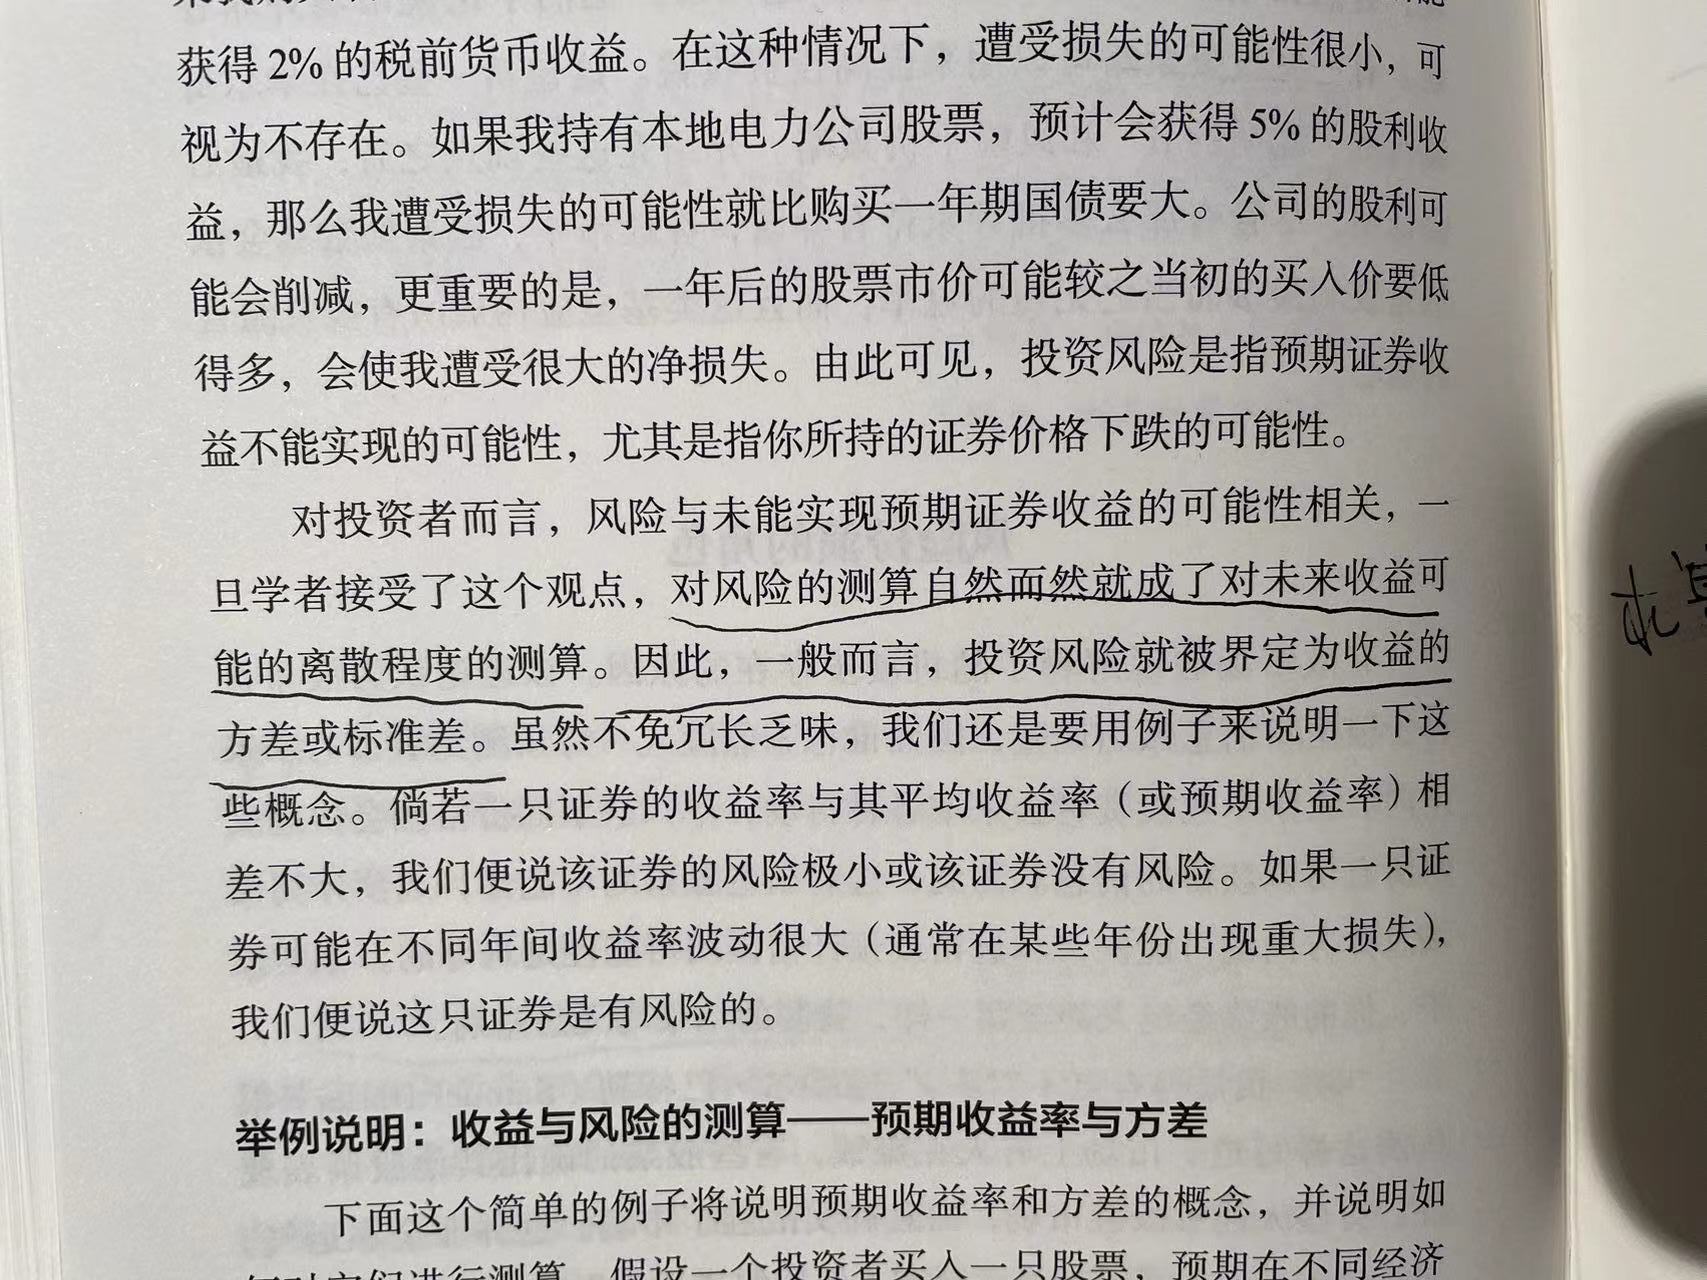 获得 2% 的税前货币收益。在这种情况下，遭受损失的可能性很小，可
视为不存在。如果我持有本地电力公司股票，预计会获得 5% 的股利收
益，那么我遭受损失的可能性就比购买一年期国债要大。公司的股利可
能会削减，更重要的是，一年后的股票市价可能较之当初的买入价要低
得多，会使我遭受很大的净损失。由此可见，投资风险是指预期证券收
益不能实现的可能性，尤其是指你所持的证券价格下跌的可能性。
对投资者而言，风险与未能实现预期证券收益的可能性相关，一
旦学者接受了这个观点，对风险的测算自然而然就成了对未来收益可
能的离散程度的测算。因此，一般而言，投资风险就被界定为收益的
方差或标准差。虽然不免冗长乏味，我们还是要用例子来说明一下这
些概念。倘若一只证券的收益率与其平均收益率（或预期收益率）相
差不大，我们便说该证券的风险极小或该证券没有风险。如果一只证
券可能在不同年间收益率波动很大（通常在某些年份出现重大损失），
我们便说这只证券是有风险的。
举例说明：收益与风险的测算——预期收益率与方差
下面这个简单的例子将说明预期收益率和方差的概念，并说明如
假设一个投资者买入一只股票，预期在不同经济